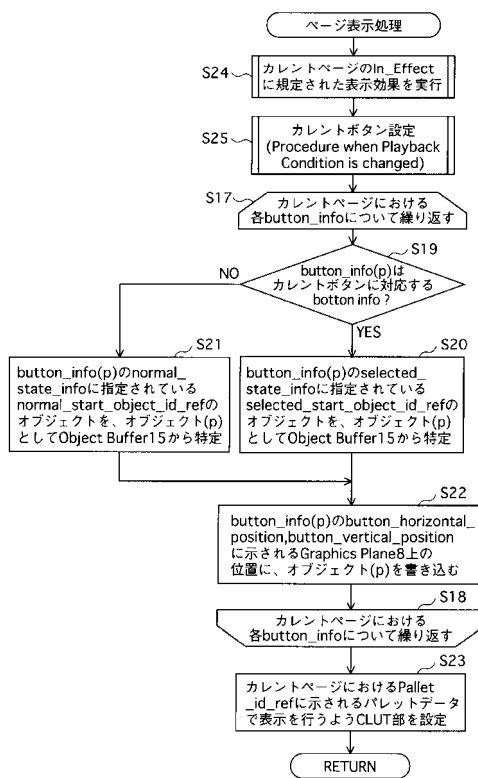 ページ表示処理
S24
カレントページのIn_Effect
に規定された表示効果を実行
S25
カレントボタン設定
(Procedure when Playback
Condition is changed)
S17
カレントページにおける
各button_infoについて繰り返す
S19
button_info(p)は
カレントボタンに対応する
botton info ?
NO
YES
S21
button_info(p)のnormal_
state_infoに指定されている
normal_start_object_id_refの
オブジェクトを、オブジェクト(p)
としてObject Buffer15から特定
S20
button_info(p)のselected_
state_infoに指定されている
selected_start_object_id_refの
オブジェクトを、オブジェクト(p)
としてObject Buffer15から特定
S22
button_info(p)のbutton_horizontal_
position,button_vertical_position
に示されるGraphics Plane8上の
位置に、オブジェクト(p)を書き込む
S18
カレントページにおける
各button_infoについて繰り返す
S23
カレントページにおけるPallet
_id_refに示されるパレットデータ
で表示を行うようCLUT部を設定
RETURN